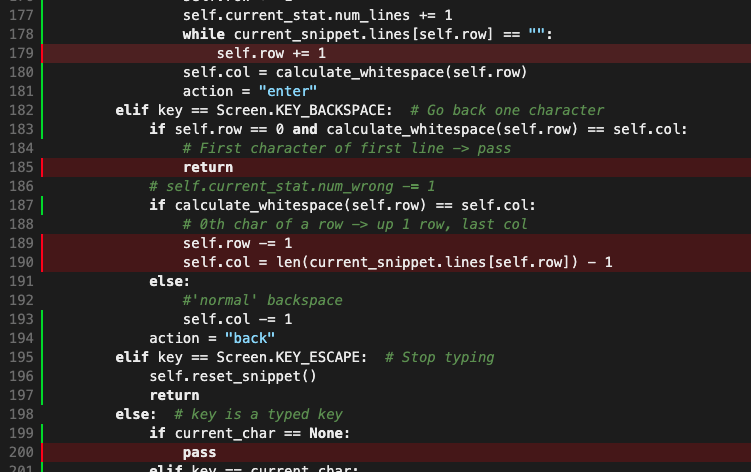 177 self.current_stat.num_lines += 1
178 while current_snippet.lines[self.row] == "":
179 self.row += 1
180 self.col = calculate_whitespace(self.row)
181 action = "enter"
182 elif key == Screen.KEY_BACKSPACE:  # Go back one character
183 if self.row == 0 and calculate_whitespace(self.row) == self.col:
184 # First character of first line -> pass
185 return
186 # self.current_stat.num_wrong -= 1
187 if calculate_whitespace(self.row) == self.col:
188 # 0th char of a row -> up 1 row, last col
189 self.row -= 1
190 self.col = len(current_snippet.lines[self.row]) - 1
191 else:
192 #'normal' backspace
193 self.col -= 1
194 action = "back"
195 elif key == Screen.KEY_ESCAPE:  # Stop typing
196 self.reset_snippet()
197 return
198 else:  # key is a typed key
199 if current_char == None:
200 pass
201 elif key == current_char: